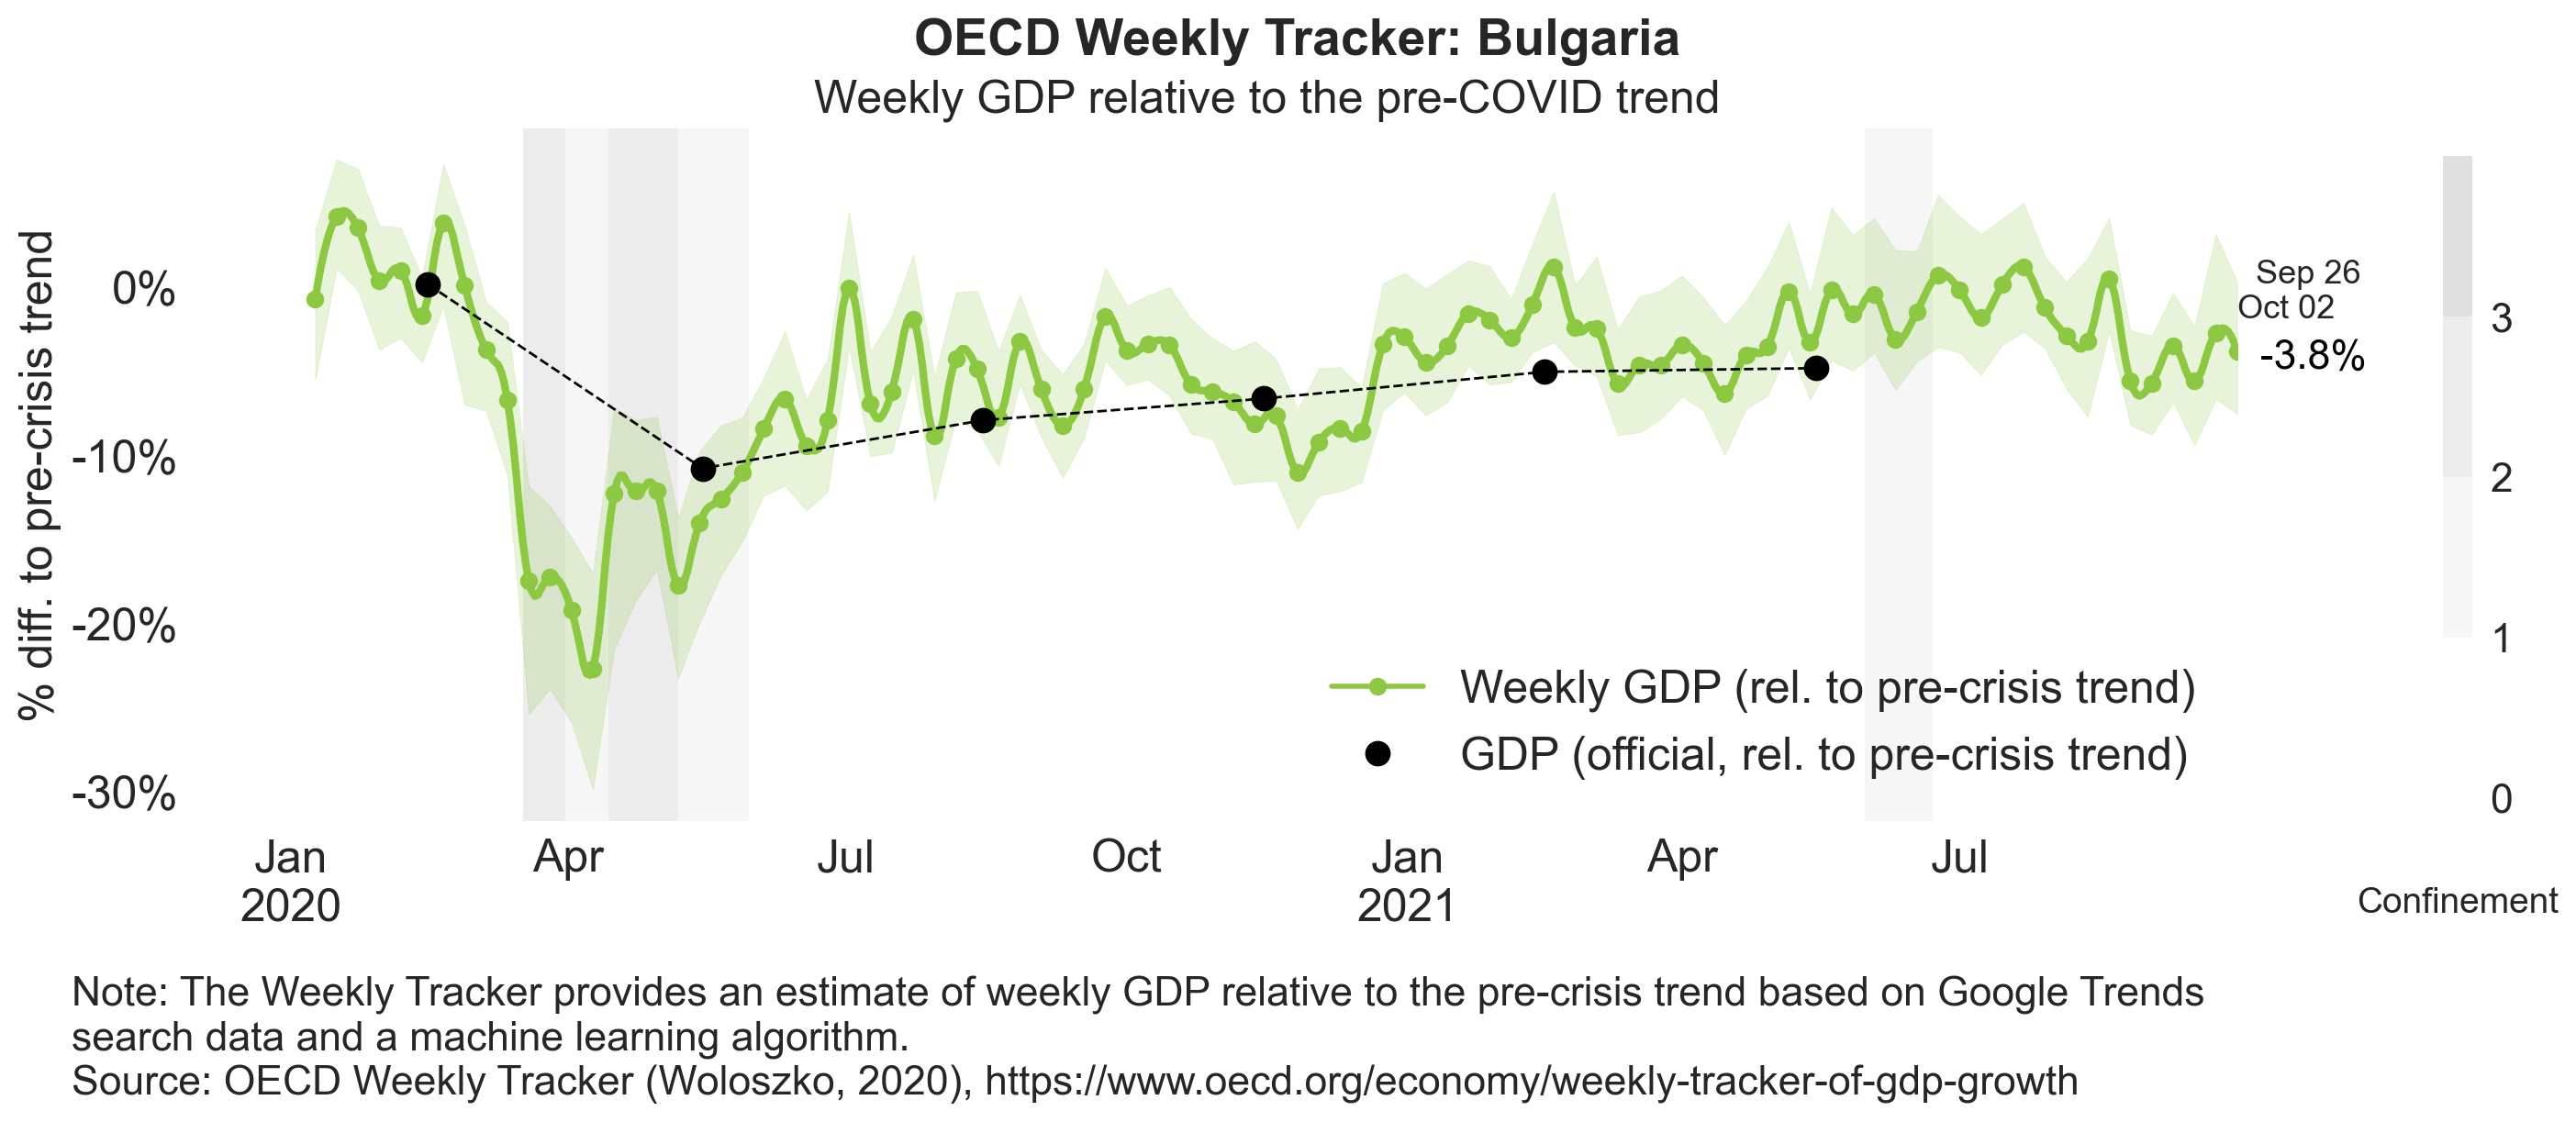 OECD Weekly Tracker: Bulgaria
Weekly GDP relative to the pre-COVID trend
% diff. to pre-crisis trend
0%
-10%
-20%
-30%
Sep 26
Oct 02
-3.8%
3
2
1
0
Confinement
Weekly GDP (rel. to pre-crisis trend)
GDP (official, rel. to pre-crisis trend)
Jan Apr Jul Oct Jan Apr Jul
2020 2021
Note: The Weekly Tracker provides an estimate of weekly GDP relative to the pre-crisis trend based on Google Trends
search data and a machine learning algorithm.
Source: OECD Weekly Tracker (Woloszko, 2020), https://www.oecd.org/economy/weekly-tracker-of-gdp-growth